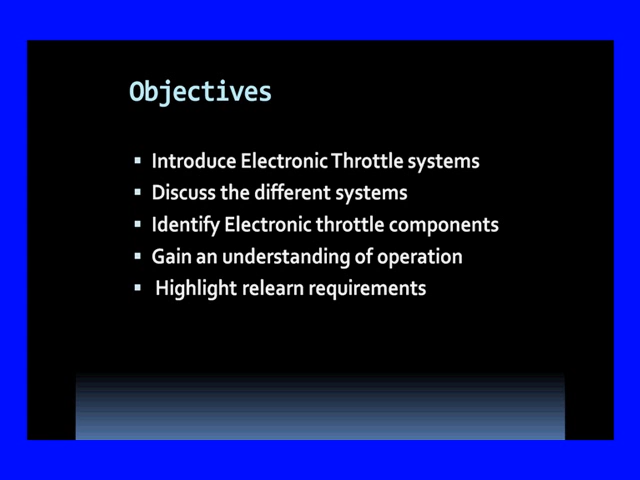 Objectives
▪ Introduce Electronic Throttle systems
▪ Discuss the different systems
▪ Identify Electronic throttle components
▪ Gain an understanding of operation
▪ Highlight relearn requirements